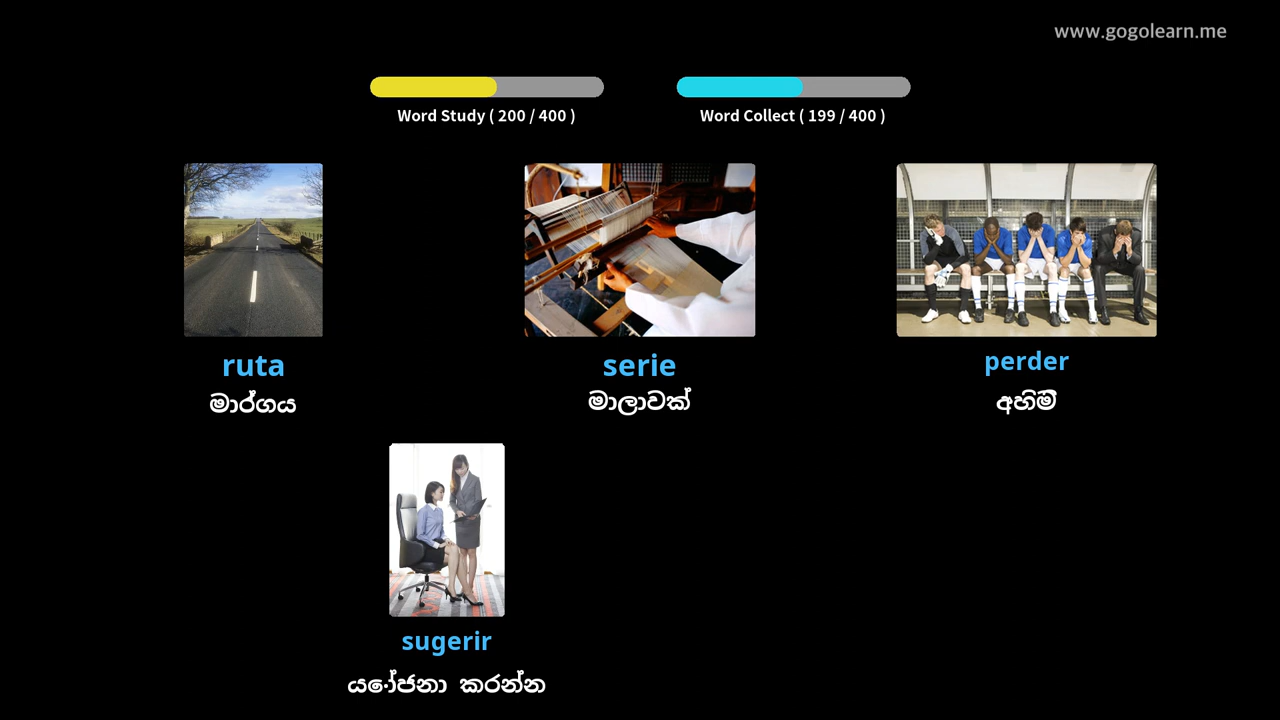 www.gogolearn.me
Word Study ( 200 / 400 )
Word Collect ( 199 / 400 )
ruta
මාර්ගය
serie
මාලාවක්
perder
අහිමි
sugerir
යෝජනා කරන්න